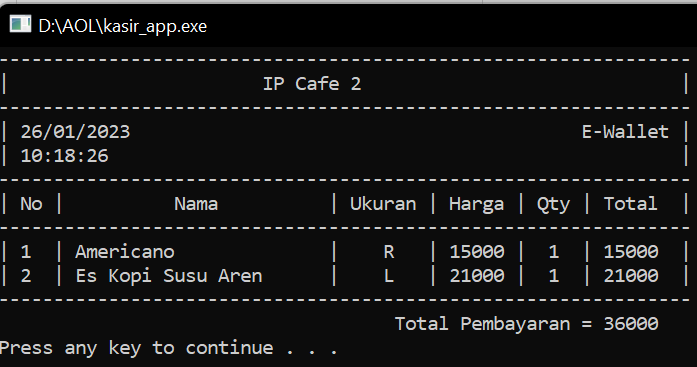 D:\AOL\kasir_app.exe
IP Cafe 2
26/01/2023 E-Wallet
10:18:26
No | Nama | Ukuran | Harga | Qty | Total
1 | Americano | R | 15000 | 1 | 15000
2 | Es Kopi Susu Aren | L | 21000 | 1 | 21000
Total Pembayaran = 36000
Press any key to continue . . .